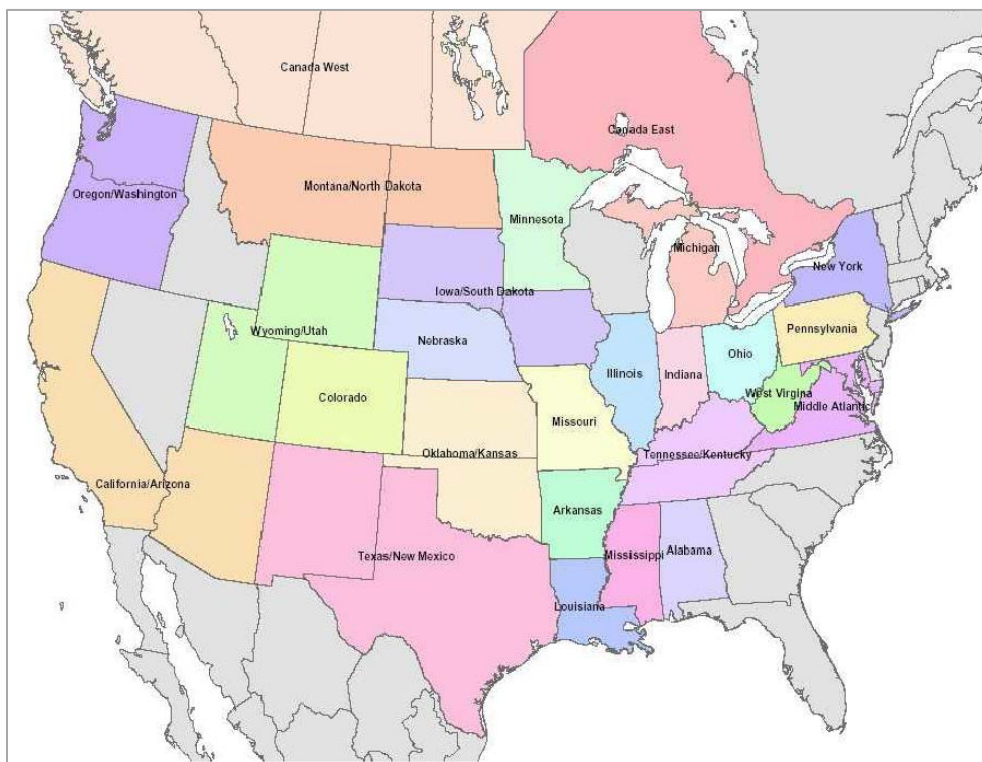 Canada West
Canada East
Montana/North Dakota
Oregon/Washington
Minnesota
Michigan
New York
Iowa/South Dakota
Wyoming/Utah
Pennsylvania
Nebraska
Ohio
Illinois
Indiana
Colorado
West Virgina
Middle Atlantic
Missouri
Oklahoma/Kansas
Tennessee/Kentucky
California/Arizona
Arkansas
Texas/New Mexico
Mississippi
Alabama
Louisiana